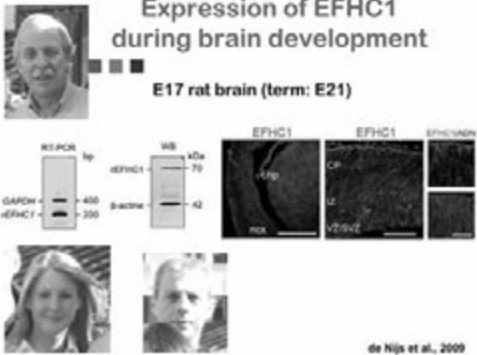 Expression of EFHC1
during brain development
E17 rat brain (term: E21)
RT-PCR
bp
GAPDH
400
rEFHC1
200
WB
kDa
rEFHC1
70
β-actine
42
EFHC1
ncx
EFHC1
CP
IZ
VZ/SVZ
de Nijs et al., 2009